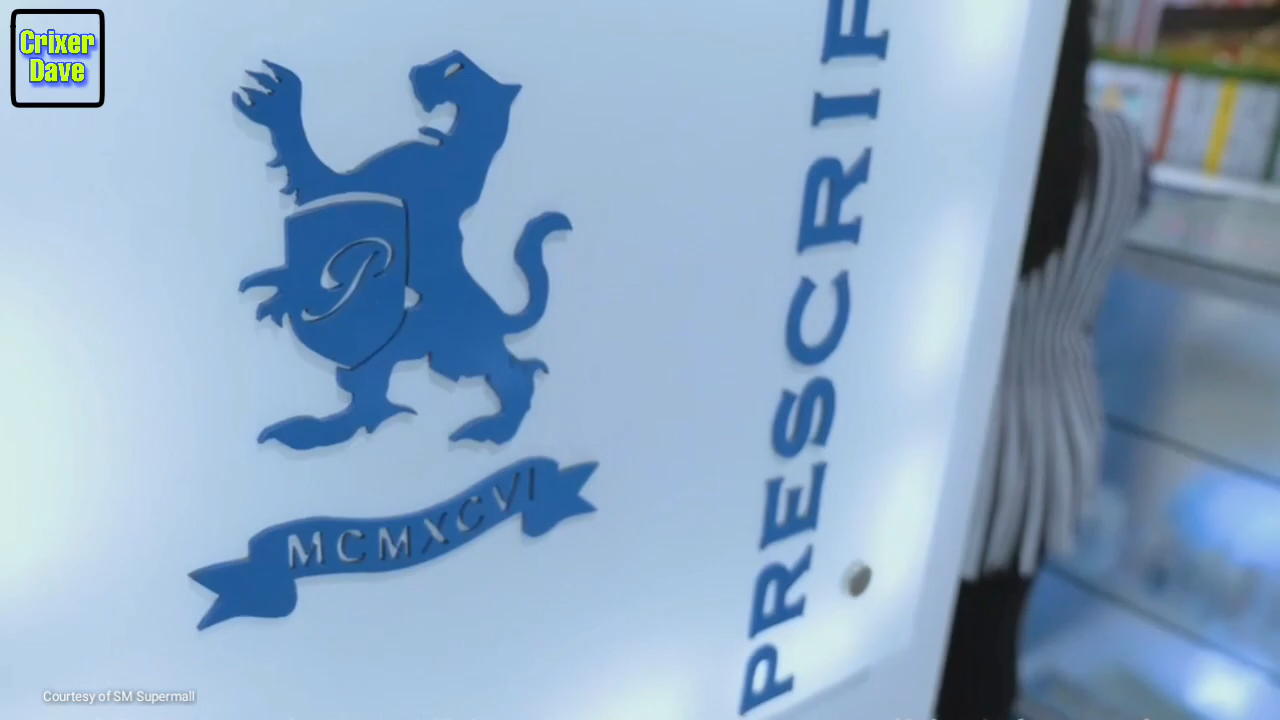 Crixer
Dave
P
MCMXCVI
PRESCRIP
Courtesy of SM Supermall